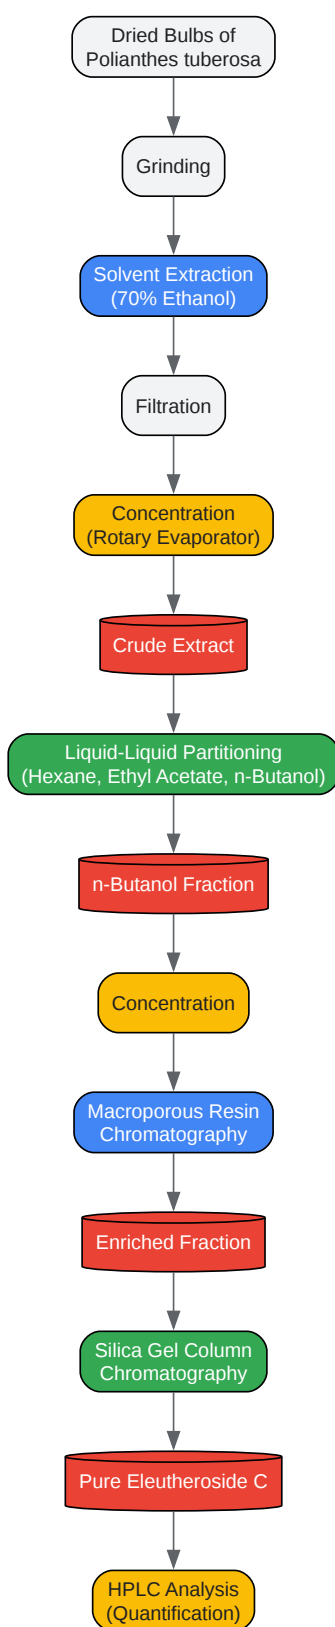 Dried Bulbs of
Polianthes tuberosa
Grinding
Solvent Extraction
(70% Ethanol)
Filtration
Concentration
(Rotary Evaporator)
Crude Extract
Liquid-Liquid Partitioning
(Hexane, Ethyl Acetate, n-Butanol)
n-Butanol Fraction
Concentration
Macroporous Resin
Chromatography
Enriched Fraction
Silica Gel Column
Chromatography
Pure Eleutheroside C
HPLC Analysis
(Quantification)